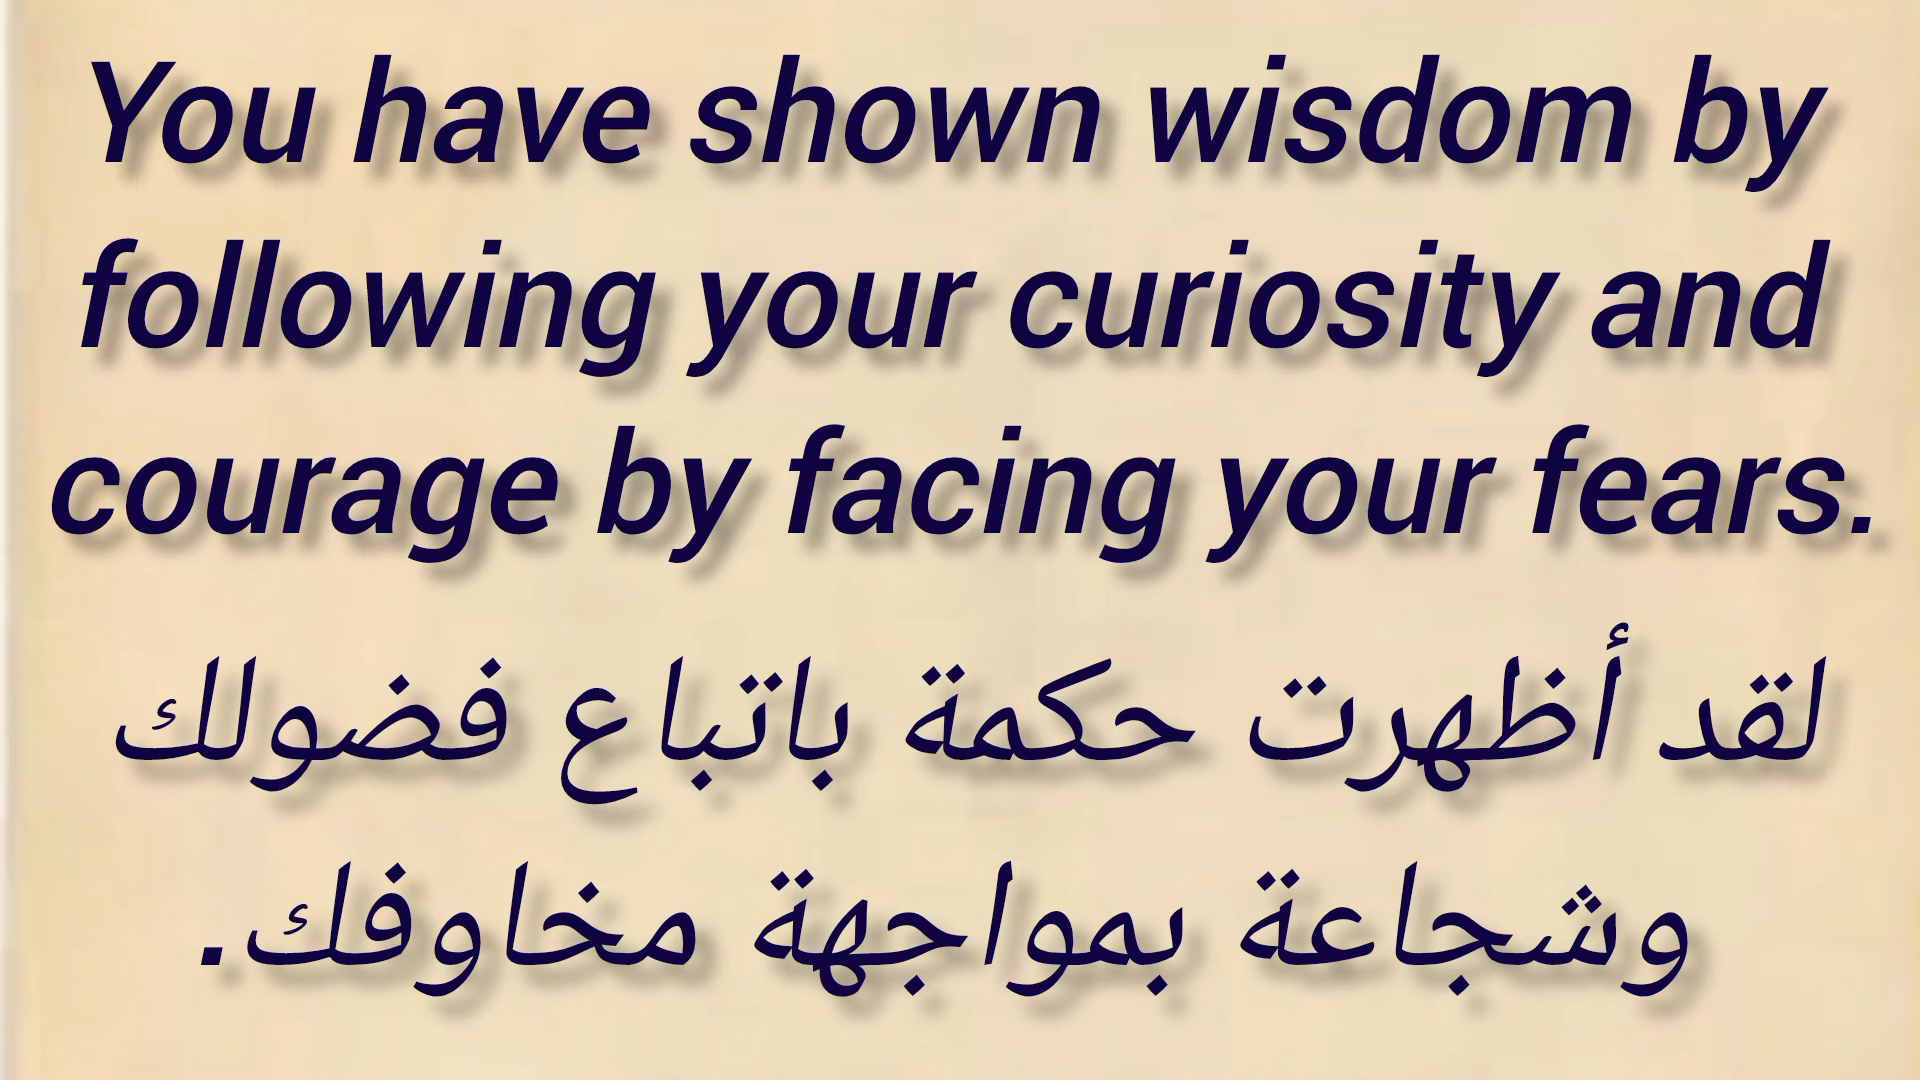 You have shown wisdom by
following your curiosity and
courage by facing your fears.
لقد أظهرت حكمة باتباع فضولك
وشجاعة بمواجهة مخاوفك.